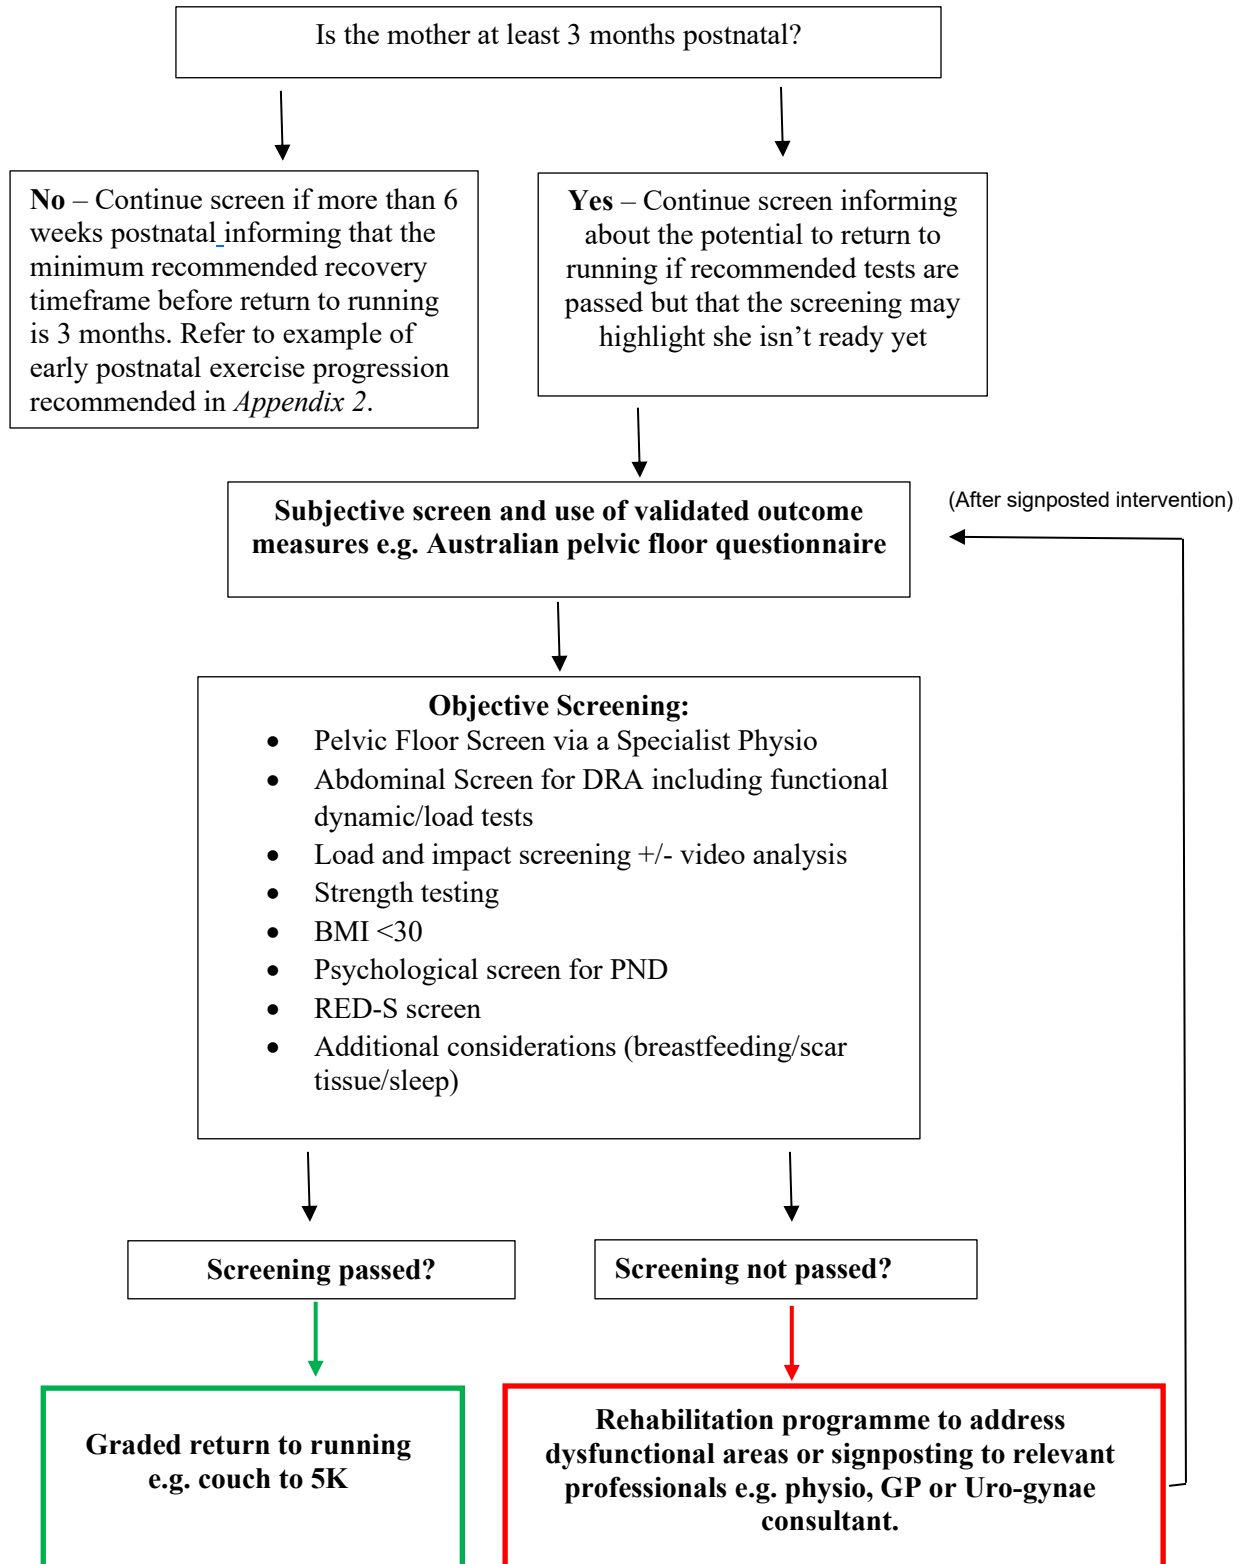 Is the mother at least 3 months postnatal?
No – Continue screen if more than 6
weeks postnatal informing that the
minimum recommended recovery
timeframe before return to running
is 3 months. Refer to example of
early postnatal exercise progression
recommended in Appendix 2.
Yes – Continue screen informing
about the potential to return to
running if recommended tests are
passed but that the screening may
highlight she isn’t ready yet
Subjective screen and use of validated outcome
measures e.g. Australian pelvic floor questionnaire
(After signposted intervention)
Objective Screening:
• Pelvic Floor Screen via a Specialist Physio
• Abdominal Screen for DRA including functional
dynamic/load tests
• Load and impact screening +/- video analysis
• Strength testing
• BMI <30
• Psychological screen for PND
• RED-S screen
• Additional considerations (breastfeeding/scar
tissue/sleep)
Screening passed?
Screening not passed?
Graded return to running
e.g. couch to 5K
Rehabilitation programme to address
dysfunctional areas or signposting to relevant
professionals e.g. physio, GP or Uro-gynae
consultant.